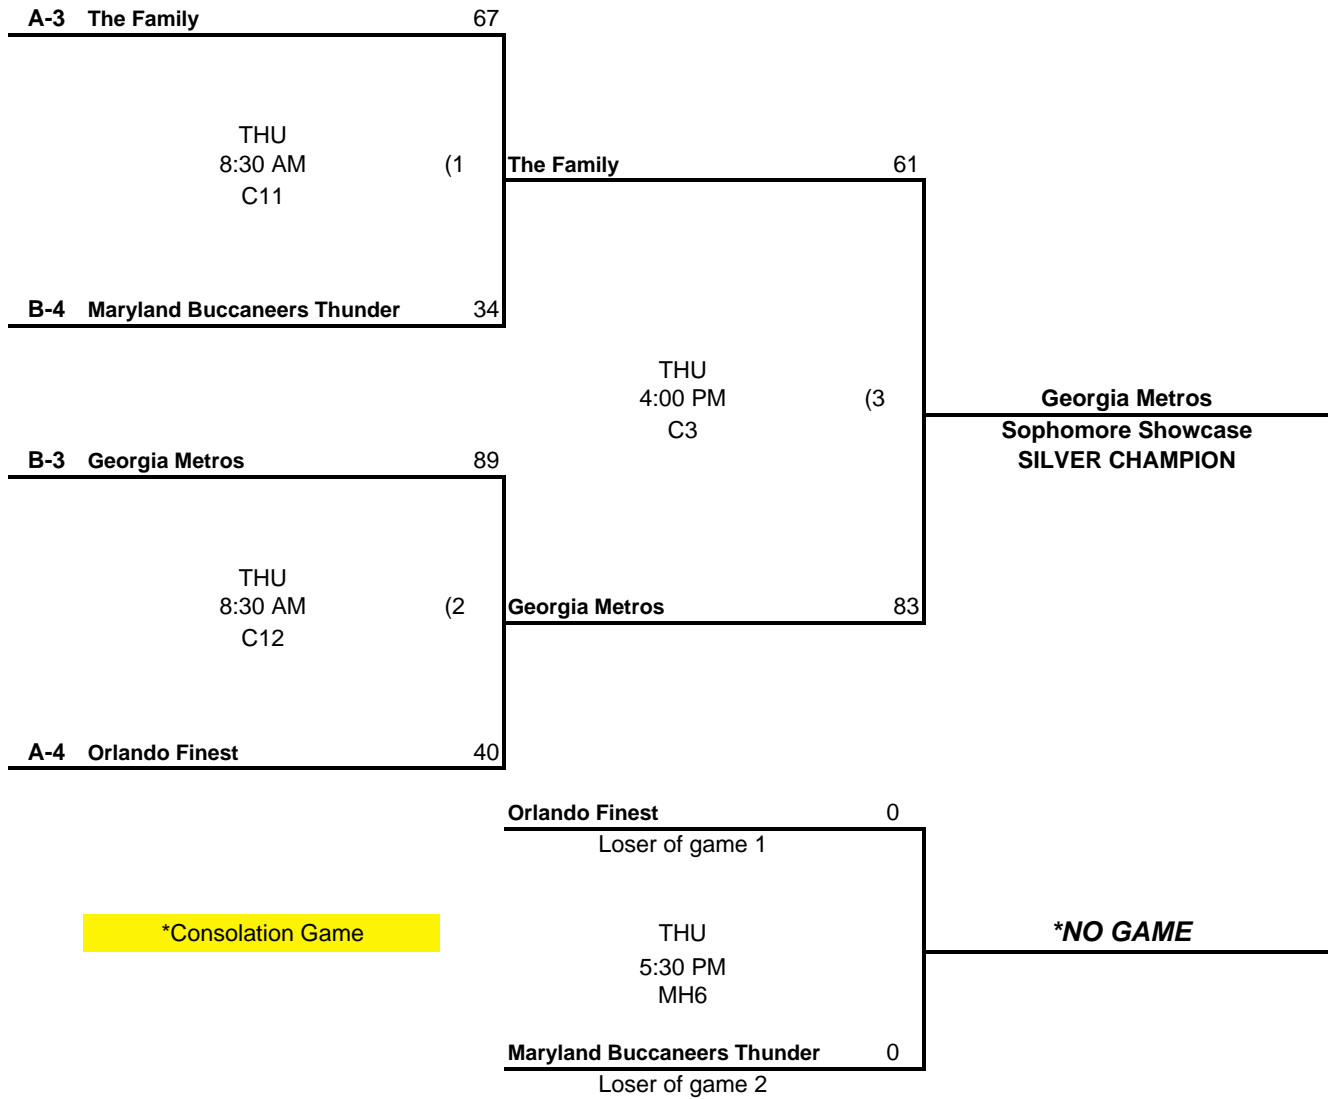 A-3 The Family 67
THU
8:30 AM (1 The Family 61
C11
B-4 Maryland Buccaneers Thunder 34
THU
4:00 PM (3 Georgia Metros
C3 Sophomore Showcase
B-3 Georgia Metros 89 SILVER CHAMPION
THU
8:30 AM (2 Georgia Metros 83
C12
A-4 Orlando Finest 40
Orlando Finest 0
Loser of game 1
*Consolation Game THU *NO GAME
5:30 PM
MH6
Maryland Buccaneers Thunder 0
Loser of game 2